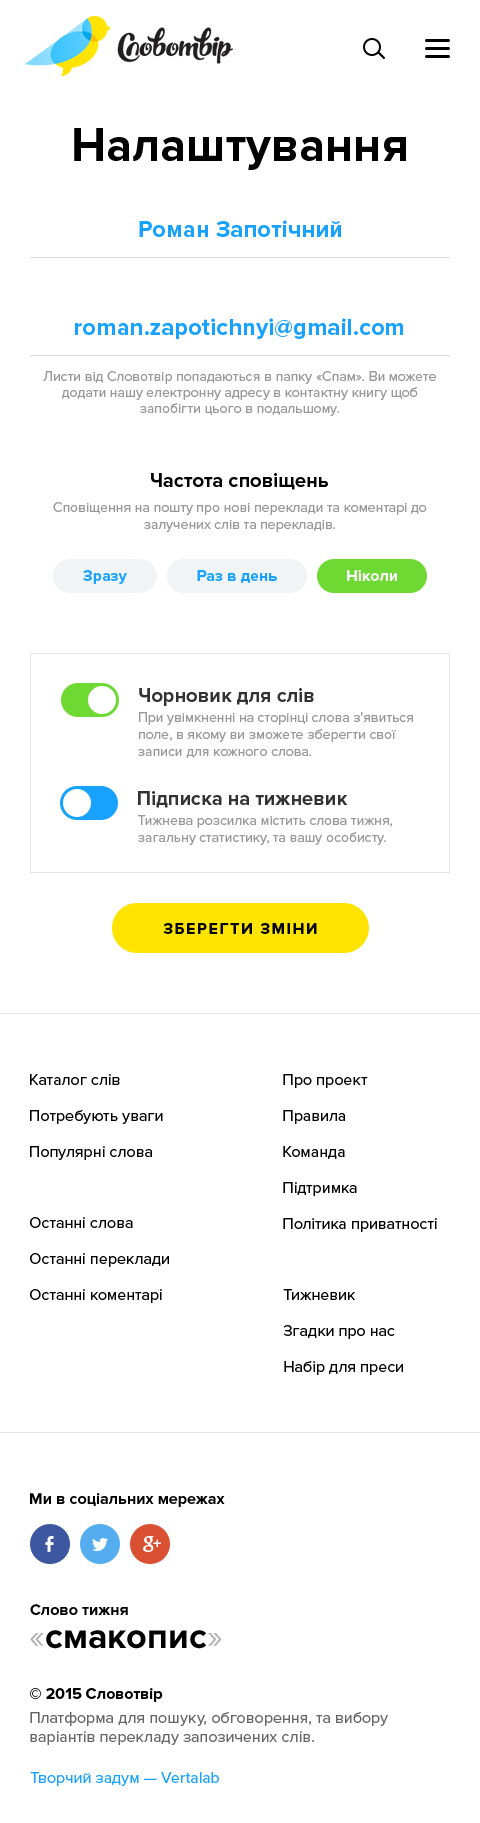 Словотвір
Налаштування
Роман Запотічний
roman.zapotichnyi@gmail.com
Листи від Словотвір попадаються в папку «Спам». Ви можете
додати нашу електронну адресу в контактну книгу щоб
запобігти цього в подальшому.
Частота сповіщень
Сповіщення на пошту про нові переклади та коментарі до
залучених слів та перекладів.
Зразу
Раз в день
Ніколи
Чорновик для слів
При увімкненні на сторінці слова з'явиться
поле, в якому ви зможете зберегти свої
записи для кожного слова.
Підписка на тижневик
Тижнева розсилка містить слова тижня,
загальну статистику, та вашу особисту.
ЗБЕРЕГТИ ЗМІНИ
Каталог слів
Потребують уваги
Популярні слова
Останні слова
Останні переклади
Останні коментарі
Про проект
Правила
Команда
Підтримка
Політика приватності
Тижневик
Згадки про нас
Набір для преси
Ми в соціальних мережах
f
g+
Слово тижня
«смакопис»
© 2015 Словотвір
Платформа для пошуку, обговорення, та вибору
варіантів перекладу запозичених слів.
Творчий задум — Vertalab